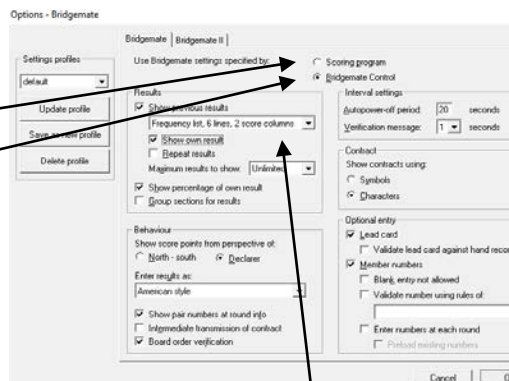 Options - Bridgemate
Bridgemate
Bridgemate II
Settings profiles
default
Update profile
Save as new profile
Delete profile
Use Bridgemate settings specified by:
Scoring program
Bridgemate Control
Results
Show previous results
Frequency list, 6 lines, 2 score columns
Show own result
Repeat results
Maximum results to show:
Unlimited
Show percentage of own result
Group sections for results
Behaviour
Show score points from perspective of:
North - south
Declarer
Enter results as:
American style
Show pair numbers at round info
Intermediate transmission of contract
Board order verification
Interval settings
Autopower-off period:
20
seconds
Verification message:
1
seconds
Contract
Show contracts using:
Symbols
Characters
Optional entry
Lead card
Validate lead card against hand recor
Member numbers
Blank entry not allowed
Validate number using rules of:
Enter numbers at each round
Preload existing numbers
Cancel
O